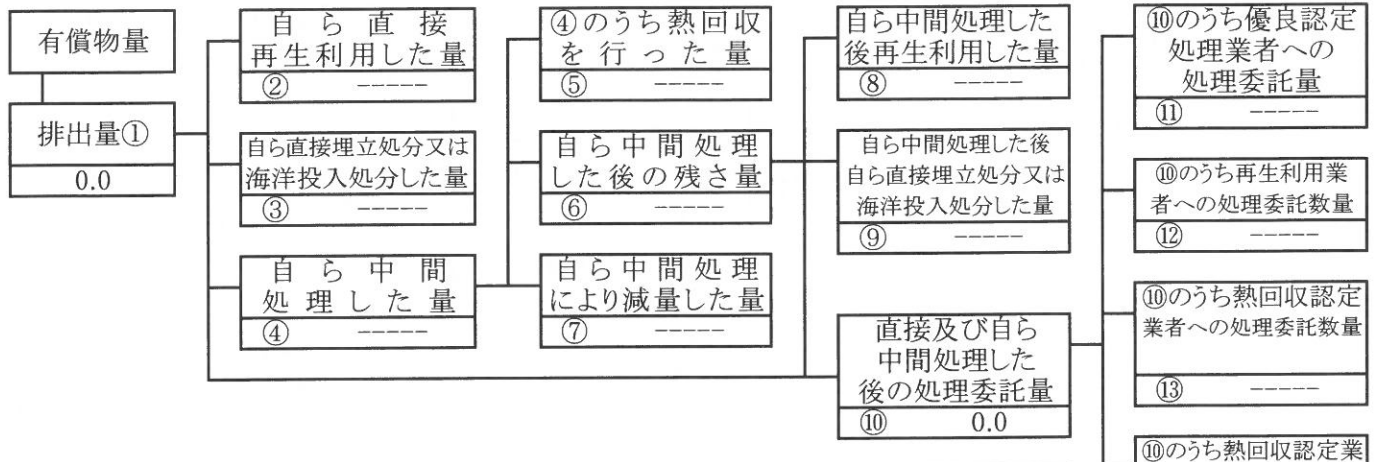 有償物量
排出量①
0.0
自ら直接
再生利用した量
② -----
自ら直接埋立処分又は
海洋投入処分した量
③ -----
自ら中間
処理した量
④ -----
④のうち熱回収
を行った量
⑤ -----
自ら中間処理
した後の残さ量
⑥ -----
自ら中間処理
により減量した量
⑦ -----
自ら中間処理した
後再生利用した量
⑧ -----
自ら中間処理した後
自ら直接埋立処分又は
海洋投入処分した量
⑨ -----
直接及び自ら
中間処理した
後の処理委託量
⑩ 0.0
⑩のうち優良認定
処理業者への
処理委託量
⑪ -----
⑩のうち再生利用業
者への処理委託数量
⑫ -----
⑩のうち熱回収認定
業者への処理委託数量
⑬ -----
⑩のうち熱回収認定業